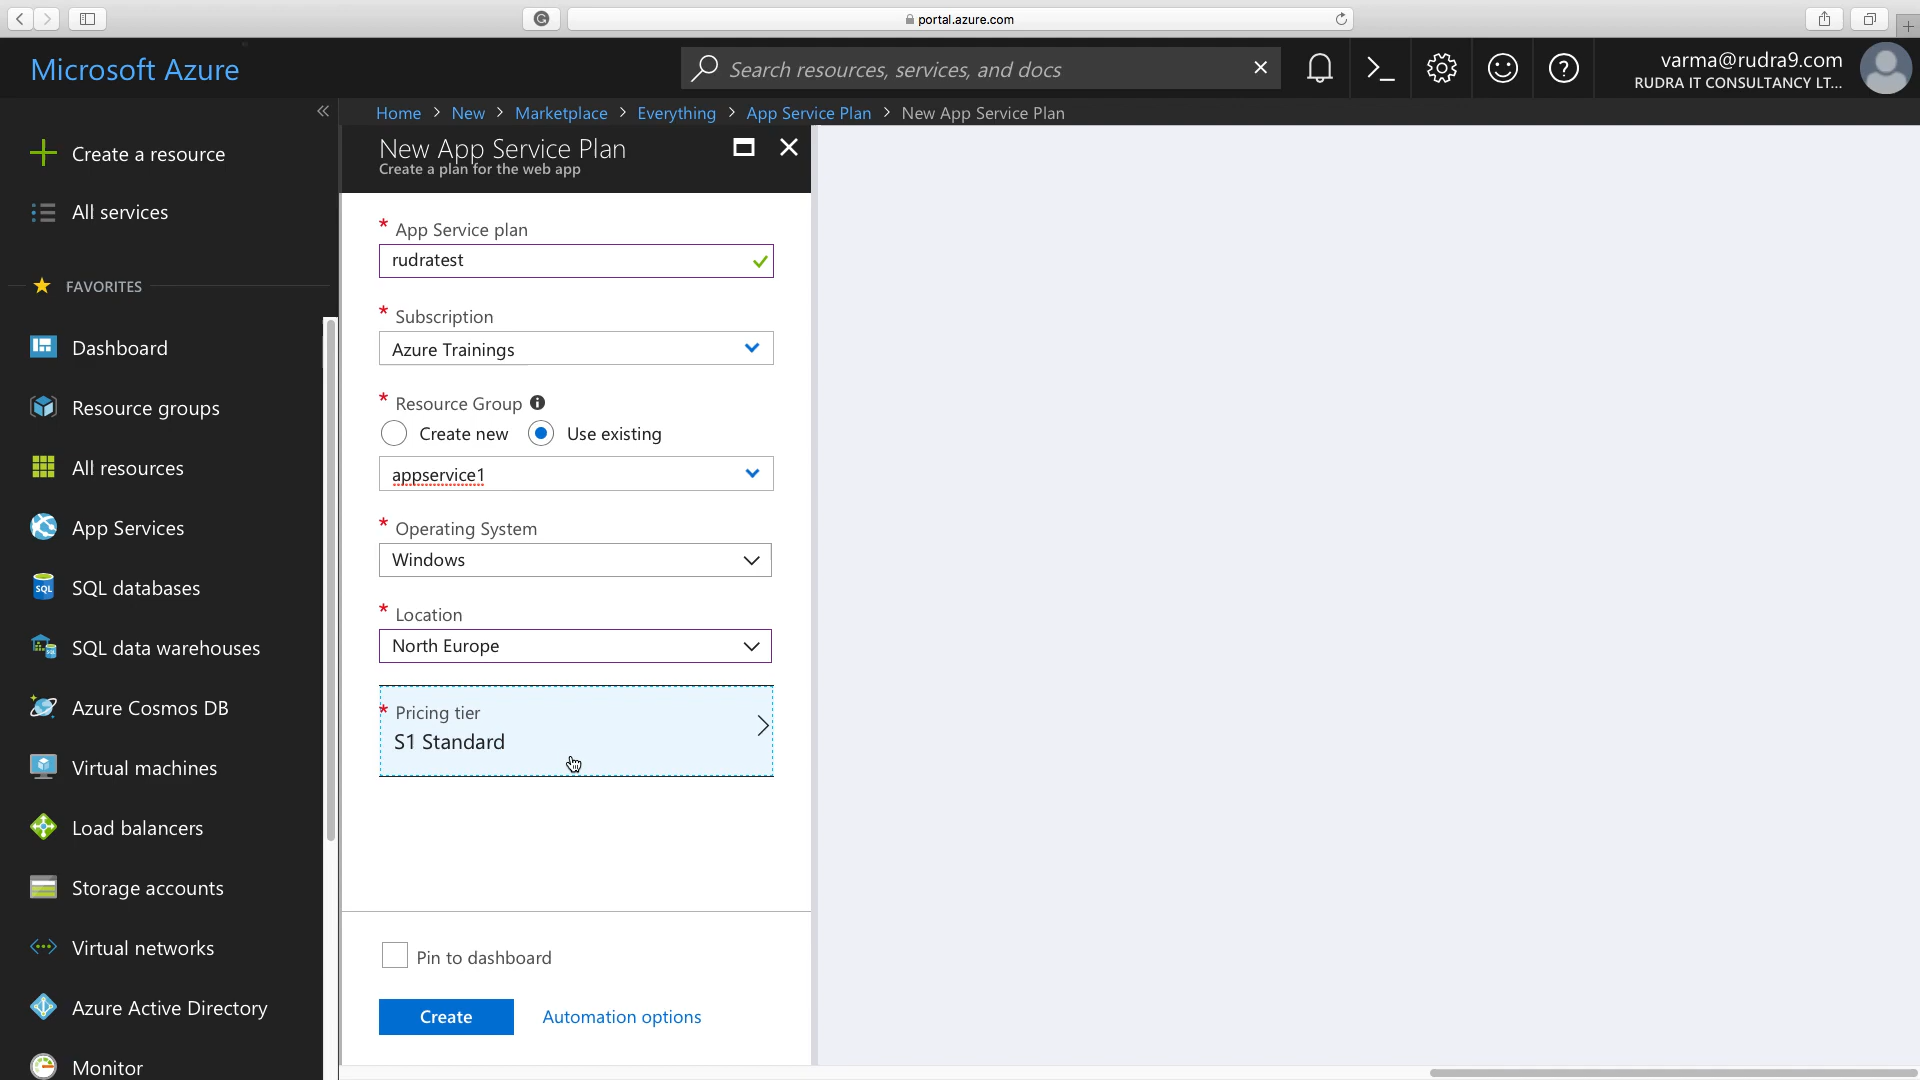 portal.azure.com
Microsoft Azure
Search resources, services, and docs
varma@rudra9.com
RUDRA IT CONSULTANCY LT...
Home > New > Marketplace > Everything > App Service Plan > New App Service Plan
Create a resource
All services
FAVORITES
Dashboard
Resource groups
All resources
App Services
SQL
SQL databases
SQL data warehouses
Azure Cosmos DB
Virtual machines
Load balancers
Storage accounts
Virtual networks
Azure Active Directory
Monitor
New App Service Plan
Create a plan for the web app
* App Service plan
rudratest
* Subscription
Azure Trainings
* Resource Group
Create new
Use existing
appservice1
* Operating System
Windows
* Location
North Europe
* Pricing tier
S1 Standard
Pin to dashboard
Create
Automation options